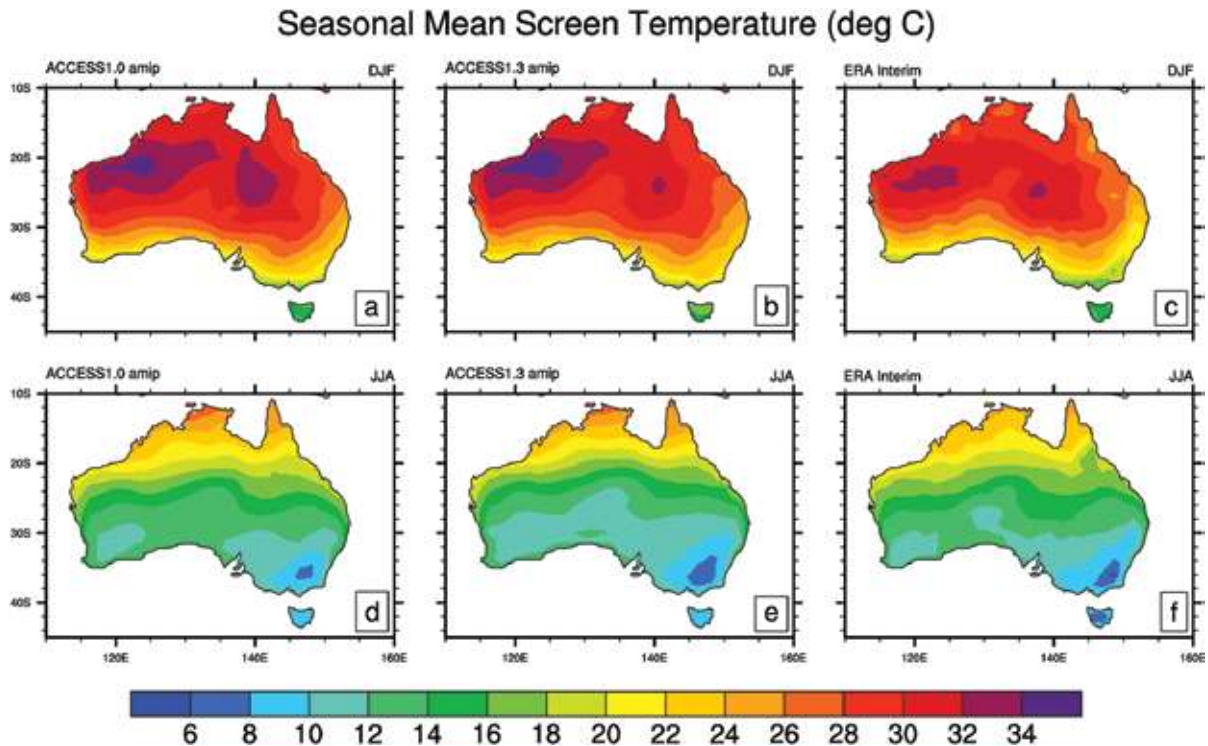 Seasonal Mean Screen Temperature (deg C)
ACCESS1.0 amip DJF ACCESS1.3 amip DJF ERA Interim DJF
10S
20S
30S
40S
a b c
ACCESS1.0 amip JJA ACCESS1.3 amip JJA ERA Interim JJA
10S
20S
30S
40S
d e f
120E 140E 160E 120E 140E 160E 120E 140E 160E
6 8 10 12 14 16 18 20 22 24 26 28 30 32 34